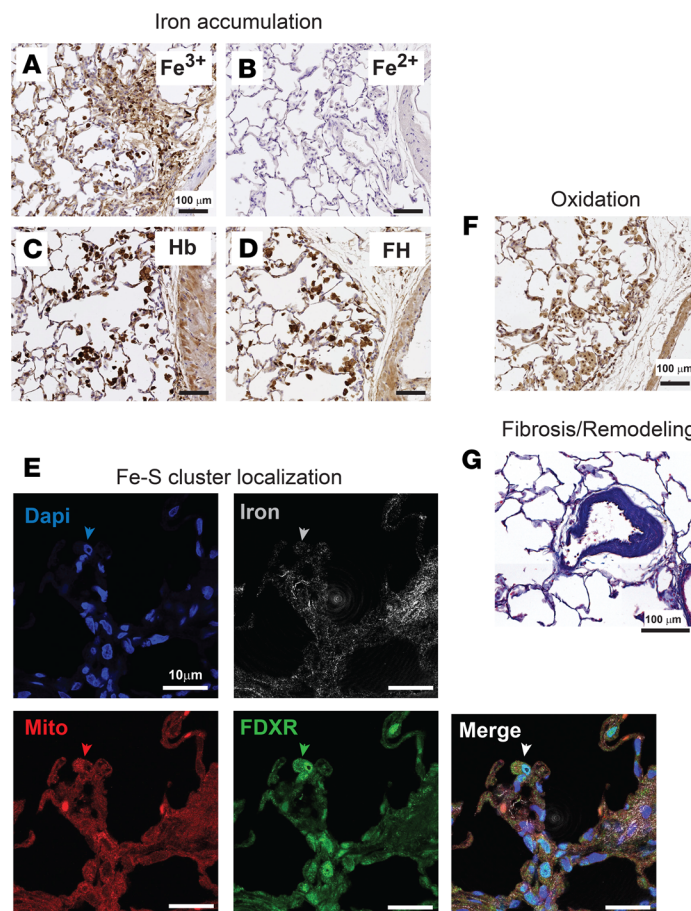 Iron accumulation
A
Fe3+
100 μm
B
Fe2+
C
Hb
D
FH
Oxidation
F
100 μm
Fibrosis/Remodeling
G
100 μm
E
Fe-S cluster localization
Dapi
10μm
Iron
Mito
FDXR
Merge